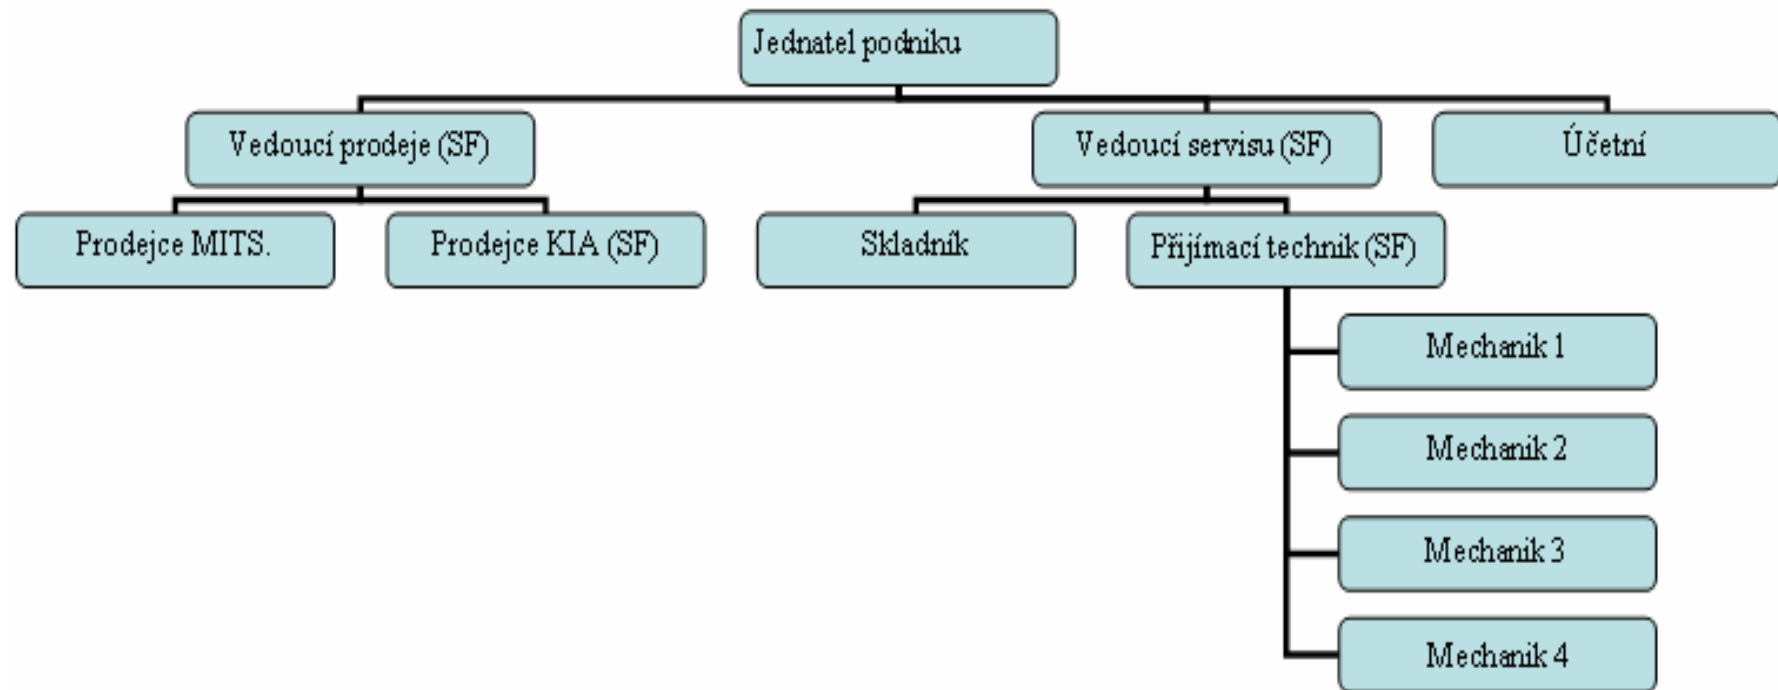 Jednatel podniku
Vedoucí prodeje (SF)
Vedoucí servisu (SF)
Účetní
Prodejce MITS.
Prodejce KIA (SF)
Skladník
Přijímací technik (SF)
Mechanik 1
Mechanik 2
Mechanik 3
Mechanik 4